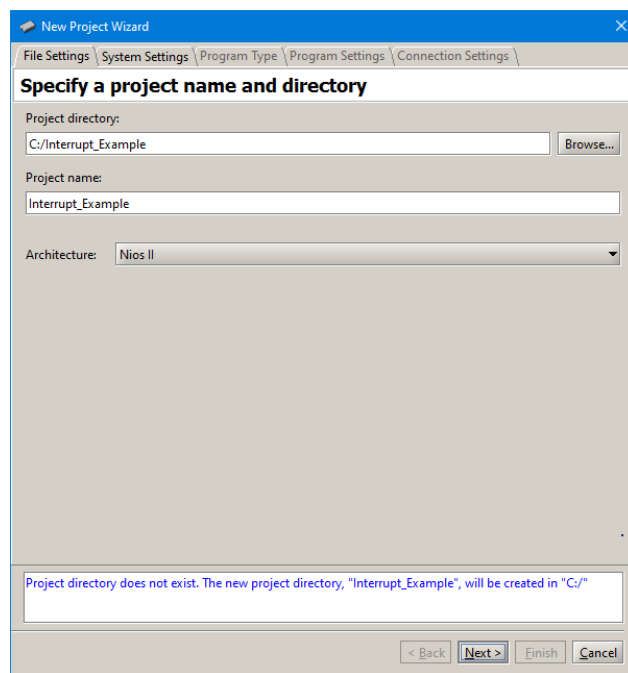 New Project Wizard
File Settings System Settings Program Type Program Settings Connection Settings
Specify a project name and directory
Project directory:
C:/Interrupt_Example Browse...
Project name:
Interrupt_Example
Architecture: Nios II
Project directory does not exist. The new project directory, "Interrupt_Example", will be created in "C:/"
< Back Next > Finish Cancel